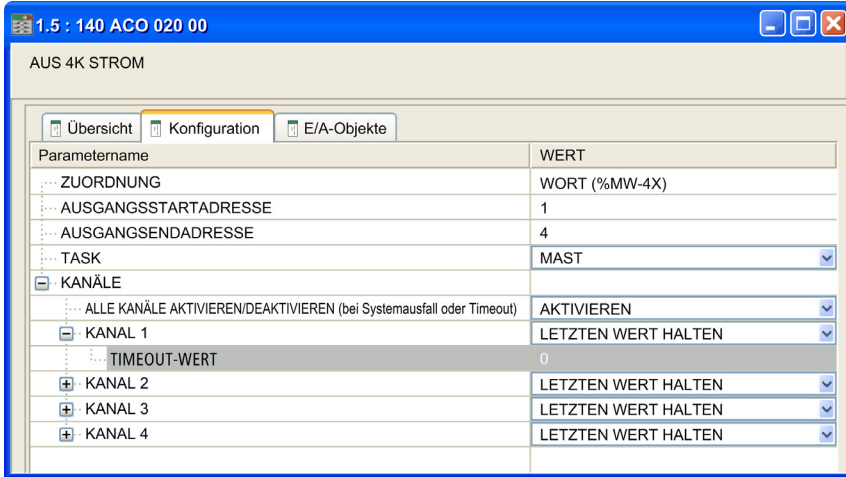 1.5 : 140 ACO 020 00
AUS 4K STROM
Übersicht Konfiguration E/A-Objekte
Parametername WERT
ZUORDNUNG WORT (%MW-4X)
AUSGANGSSTARTADRESSE 1
AUSGANGSENDADRESSE 4
TASK MAST
KANÄLE
ALLE KANÄLE AKTIVIEREN/DEAKTIVIEREN (bei Systemausfall oder Timeout) AKTIVIEREN
KANAL 1 LETZTEN WERT HALTEN
TIMEOUT-WERT 0
KANAL 2 LETZTEN WERT HALTEN
KANAL 3 LETZTEN WERT HALTEN
KANAL 4 LETZTEN WERT HALTEN